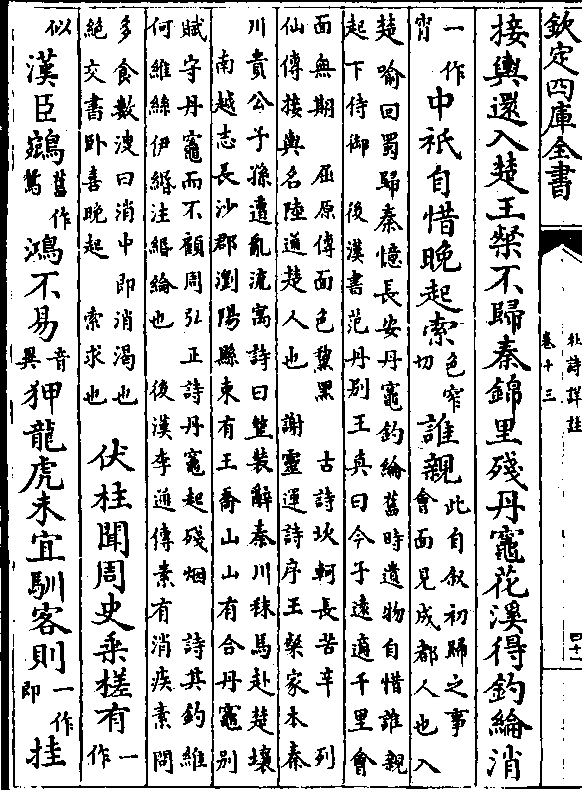 欽定四庫全書
杜詩詳註
卷十三
接輿還入楚王粲不歸秦錦里殘丹竈花溪得釣綸消
一作宵中祇自惜晚起索色窄切誰親此自叙初歸之事會面見成都人也入
楚喻回蜀歸秦憶長安丹竈釣綸舊時遺物自惜誰親
起下侍御 後漢書范丹别王奐曰今子遠適千里會
面無期 屈原傳面色黧黑 古詩坎軻長苦辛 列
仙傳接輿名陸通楚人也 謝靈運詩序王粲家本秦
川貴公子孫遭亂流寓詩曰整装辭秦川秣馬赴楚壤
南越志長沙郡瀏陽縣東有王喬山山有合丹竈别
賦守丹竈而不顧周弘正詩丹竈起殘烟 詩其釣維
何維絲伊緡注緡綸也 後漢李通傳素有消疾素問
多食數溲曰消中即消渴也
絶交書卧喜晚起 索求也
伏柱聞周史乘槎有一作
似漢臣鵷舊作鴛鴻不易音異狎龍虎未宜馴客則一作即挂